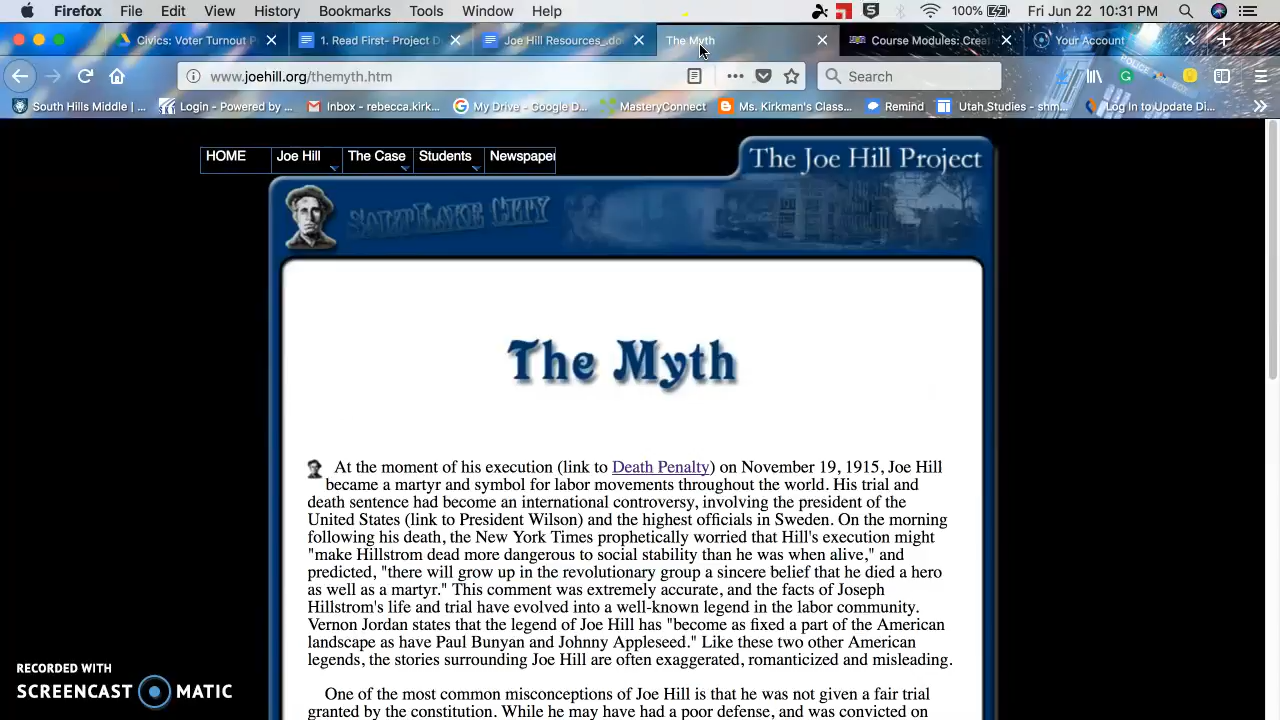 Firefox File Edit View History Bookmarks Tools Window Help 100% Fri Jun 22 10:31 PM
Civics: Voter Turnout P
1. Read First- Project D
Joe Hill Resources_.do
The Myth
Course Modules: Creat
Your Account
www.joehill.org/themyth.htm
Search
South Hills Middle | ...
Login - Powered by ...
Inbox - rebecca.kirk...
My Drive - Google D...
MasteryConnect
Ms. Kirkman's Class...
Remind
Utah_Studies - shm...
Log In to Update Di...
HOME Joe Hill The Case Students Newspaper
The Joe Hill Project
SALT LAKE CITY
The Myth
At the moment of his execution (link to Death Penalty) on November 19, 1915, Joe Hill
became a martyr and symbol for labor movements throughout the world. His trial and
death sentence had become an international controversy, involving the president of the
United States (link to President Wilson) and the highest officials in Sweden. On the morning
following his death, the New York Times prophetically worried that Hill's execution might
"make Hillstrom dead more dangerous to social stability than he was when alive," and
predicted, "there will grow up in the revolutionary group a sincere belief that he died a hero
as well as a martyr." This comment was extremely accurate, and the facts of Joseph
Hillstrom's life and trial have evolved into a well-known legend in the labor community.
Vernon Jordan states that the legend of Joe Hill has "become as fixed a part of the American
landscape as have Paul Bunyan and Johnny Appleseed." Like these two other American
legends, the stories surrounding Joe Hill are often exaggerated, romanticized and misleading.
One of the most common misconceptions of Joe Hill is that he was not given a fair trial
granted by the constitution. While he may have had a poor defense, and was convicted on
RECORDED WITH
SCREENCAST MATIC